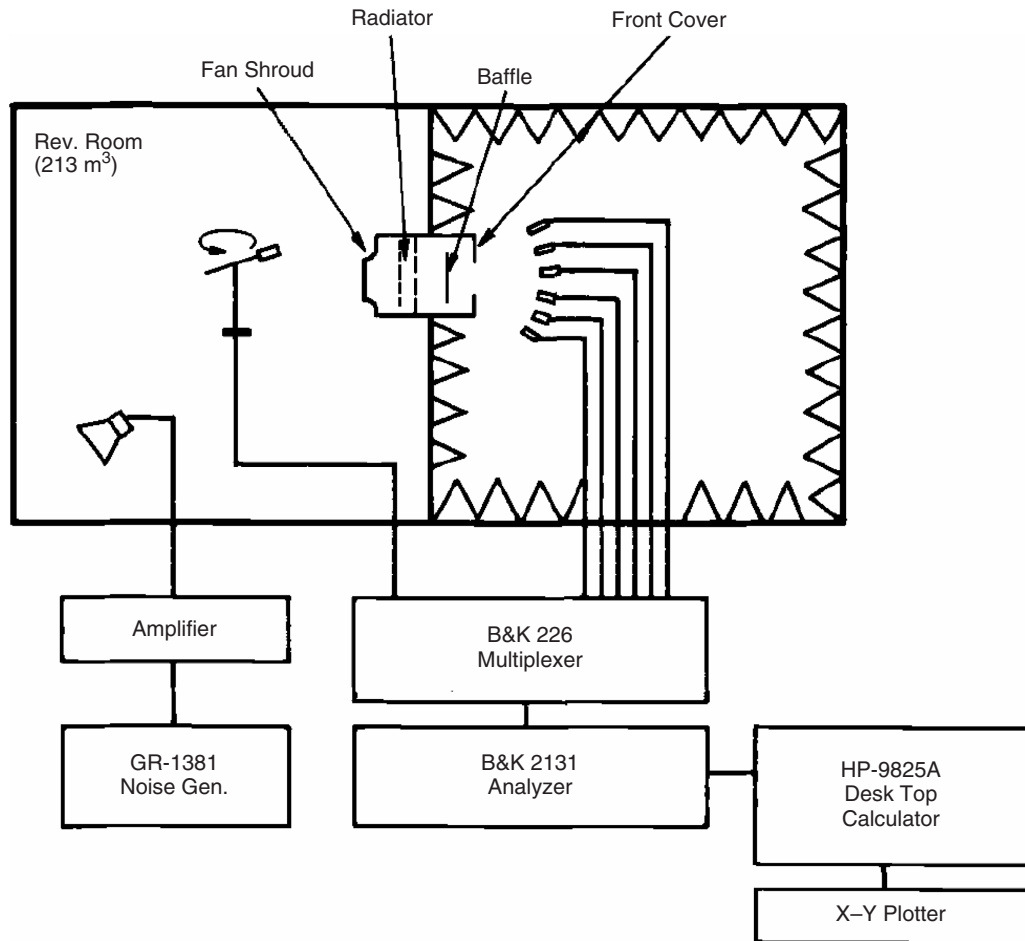 Radiator
Front Cover
Fan Shroud
Baffle
Rev. Room
(213 m³)
Amplifier
B&K 226
Multiplexer
GR-1381
Noise Gen.
B&K 2131
Analyzer
HP-9825A
Desk Top
Calculator
X–Y Plotter